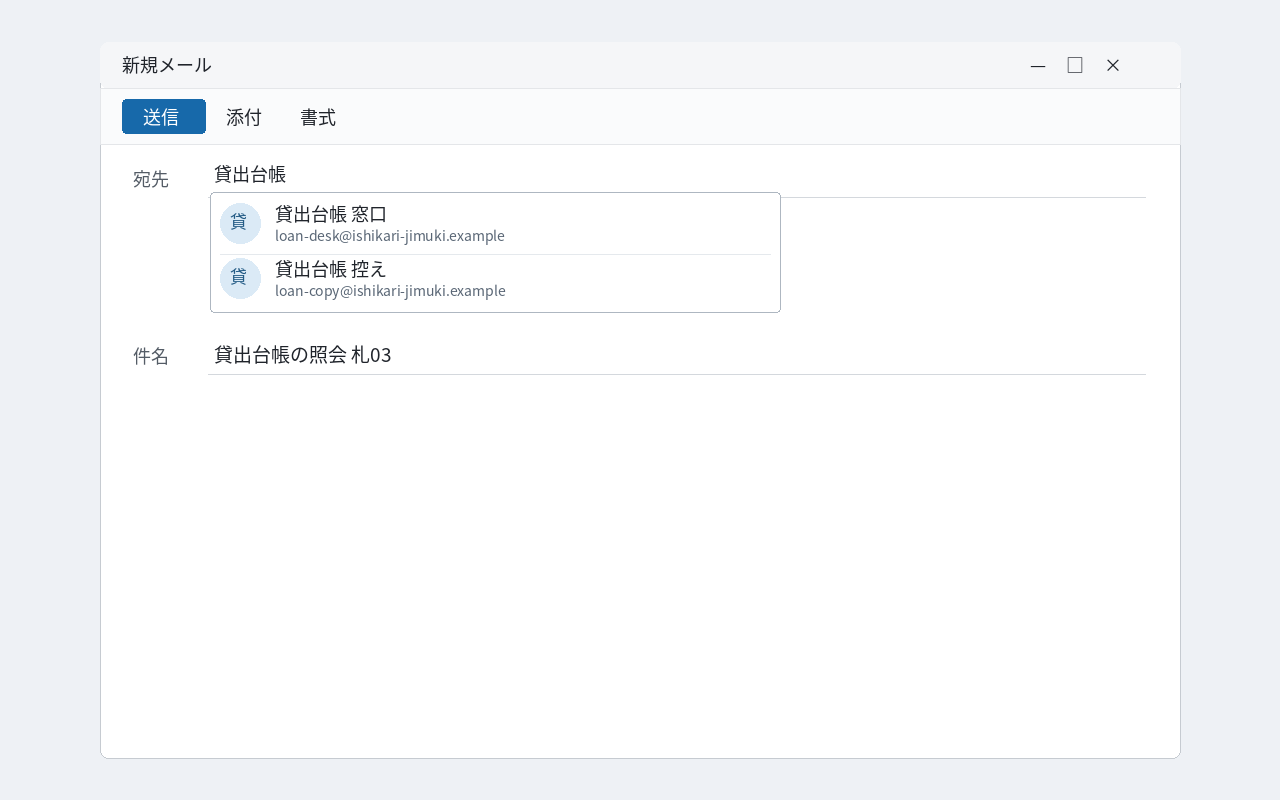 新規メール
送信 添付 書式
宛先 貸出台帳
貸 貸出台帳 窓口
loan-desk@ishikari-jimuki.example
貸 貸出台帳 控え
loan-copy@ishikari-jimuki.example
件名 貸出台帳の照会 札03